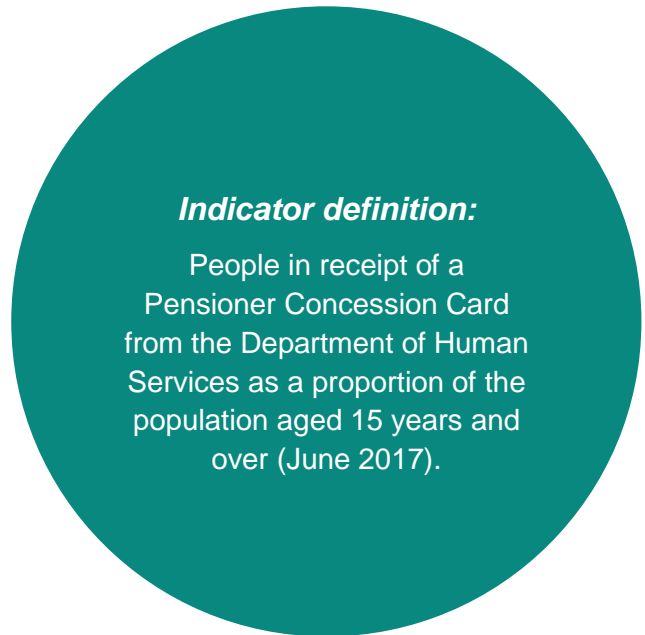 Indicator definition:
People in receipt of a
Pensioner Concession Card
from the Department of Human
Services as a proportion of the
population aged 15 years and
over (June 2017).